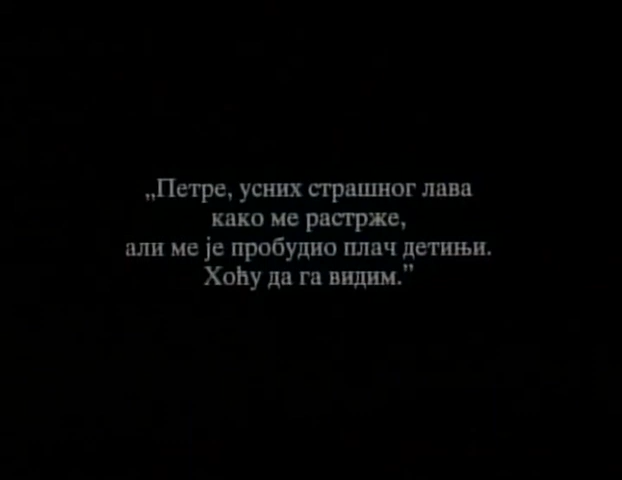 „Петре, усних страшног лава
како ме растрже,
али ме је пробудио плач детињи.
Хоћу да га видим."